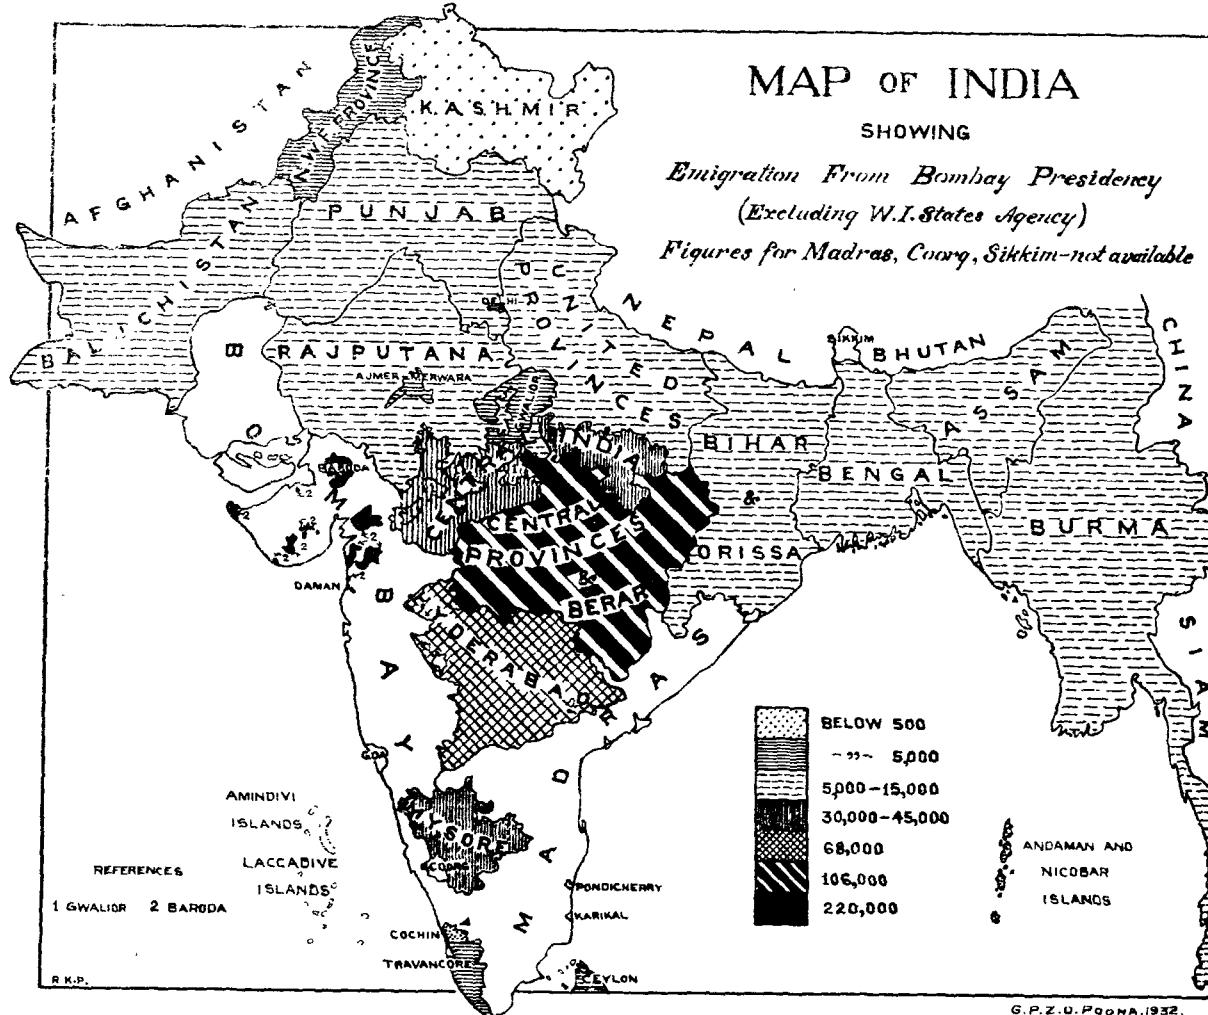 MAP OF INDIA
SHOWING
Emigration From Bombay Presidency
(Excluding W.I. States Agency)
Figures for Madras, Coorg, Sikkim-not available
AFGHANISTAN
N.W.F. PROVINCE
KASHMIR
PUNJAB
BALUCHISTAN
DELHI
UNITED
PROVINCES
NEPAL
SIKKIM
BHUTAN
CHINA
RAJPUTANA
AJMER-MERWARA
ASSAM
BIHAR
&
ORISSA
BENGAL
BURMA
SIAM
CENTRAL INDIA
BARODA
CENTRAL
PROVINCES
&
BERAR
DAMAN
BOMBAY
HYDERABAD
MADRAS
GOA
MYSORE
COORG
PONDICHERRY
KARIKAL
COCHIN
TRAVANCORE
CEYLON
AMINDIVI
ISLANDS
LACCADIVE
ISLANDS
REFERENCES
1 GWALIOR 2 BARODA
BELOW 500
-"- 5,000
5,000-15,000
30,000-45,000
68,000
106,000
220,000
ANDAMAN AND
NICOBAR
ISLANDS
R.K.P.
G.P.Z.O. POONA. 1932.